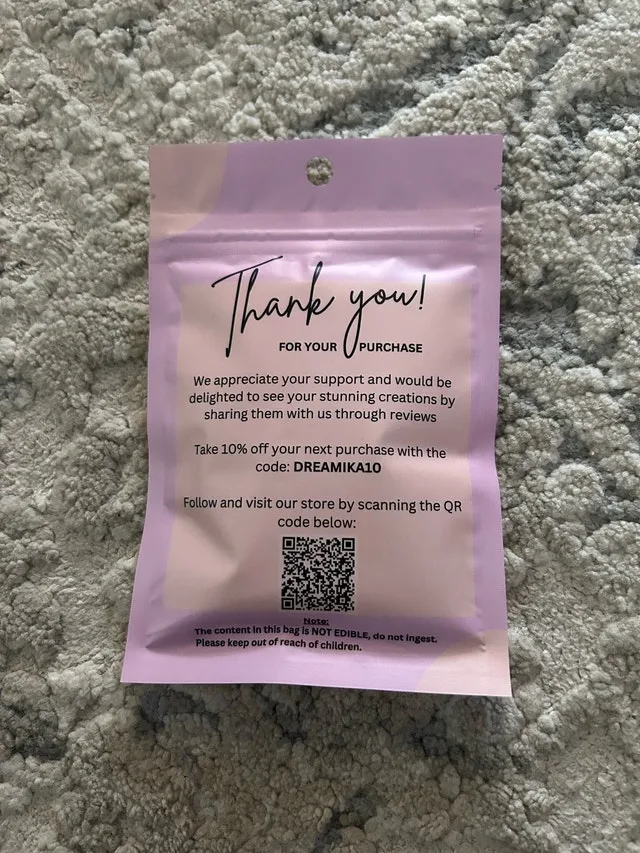 Thank you!
FOR YOUR PURCHASE
We appreciate your support and would be
delighted to see your stunning creations by
sharing them with us through reviews
Take 10% off your next purchase with the
code: DREAMIKA10
Follow and visit our store by scanning the QR
code below:
Note:
The content in this bag is NOT EDIBLE, do not ingest.
Please keep out of reach of children.